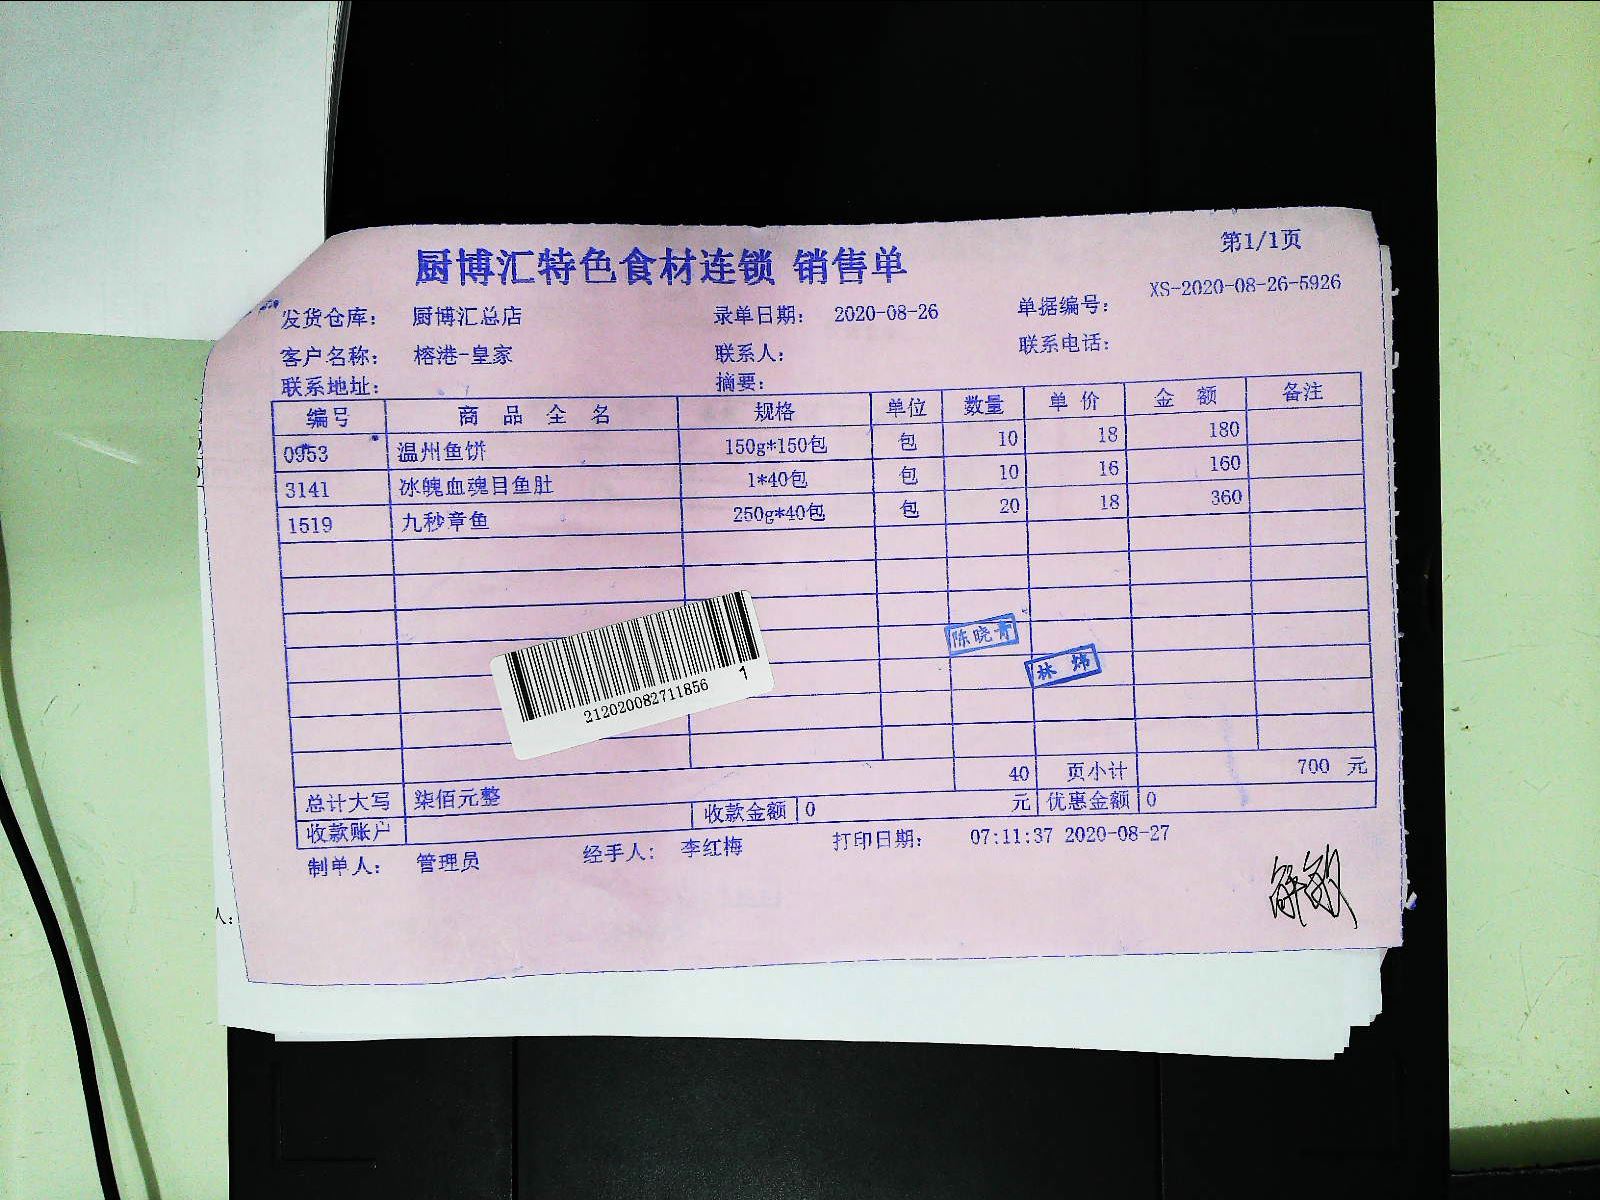 第1/1页
厨博汇特色食材连锁 销售单
XS-2020-08-26-5926
发货仓库： 厨博汇总店 录单日期： 2020-08-26 单据编号：
客户名称： 榕港-皇家 联系人： 联系电话：
联系地址： 摘要：
编号 商 品 全 名 规格 单位 数量 单 价 金 额 备注
0953 温州鱼饼 150g*150包 包 10 18 180
3141 冰魄血魂目鱼肚 1*40包 包 10 16 160
1519 九秒章鱼 250g*40包 包 20 18 360
陈晓青
林 炜
212020082711856 1
40 页小计 700 元
总计大写 柒佰元整 收款金额 0 元 优惠金额 0
收款账户
制单人： 管理员 经手人： 李红梅 打印日期： 07:11:37 2020-08-27
人：